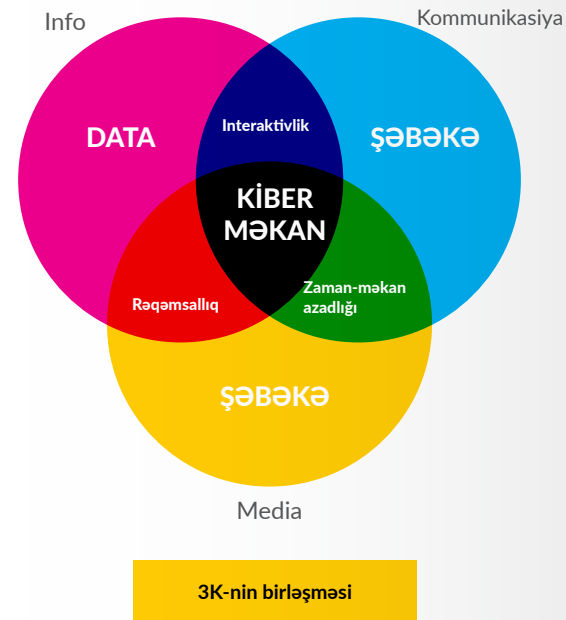 Info
Kommunikasiya
DATA
Interaktivlik
ŞƏBƏKƏ
KİBER
MƏKAN
Rəqəmsallıq
Zaman-məkan
azadlığı
ŞƏBƏKƏ
Media
3K-nin birləşməsi